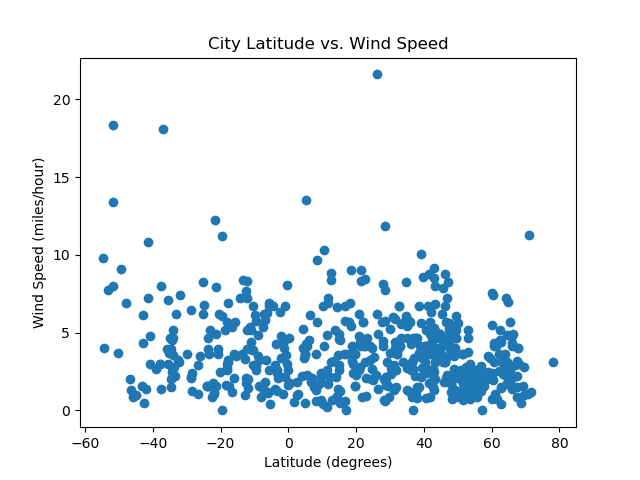 City Latitude vs. Wind Speed
Wind Speed (miles/hour)
20
15
10
5
0
−60 −40 −20 0 20 40 60 80
Latitude (degrees)